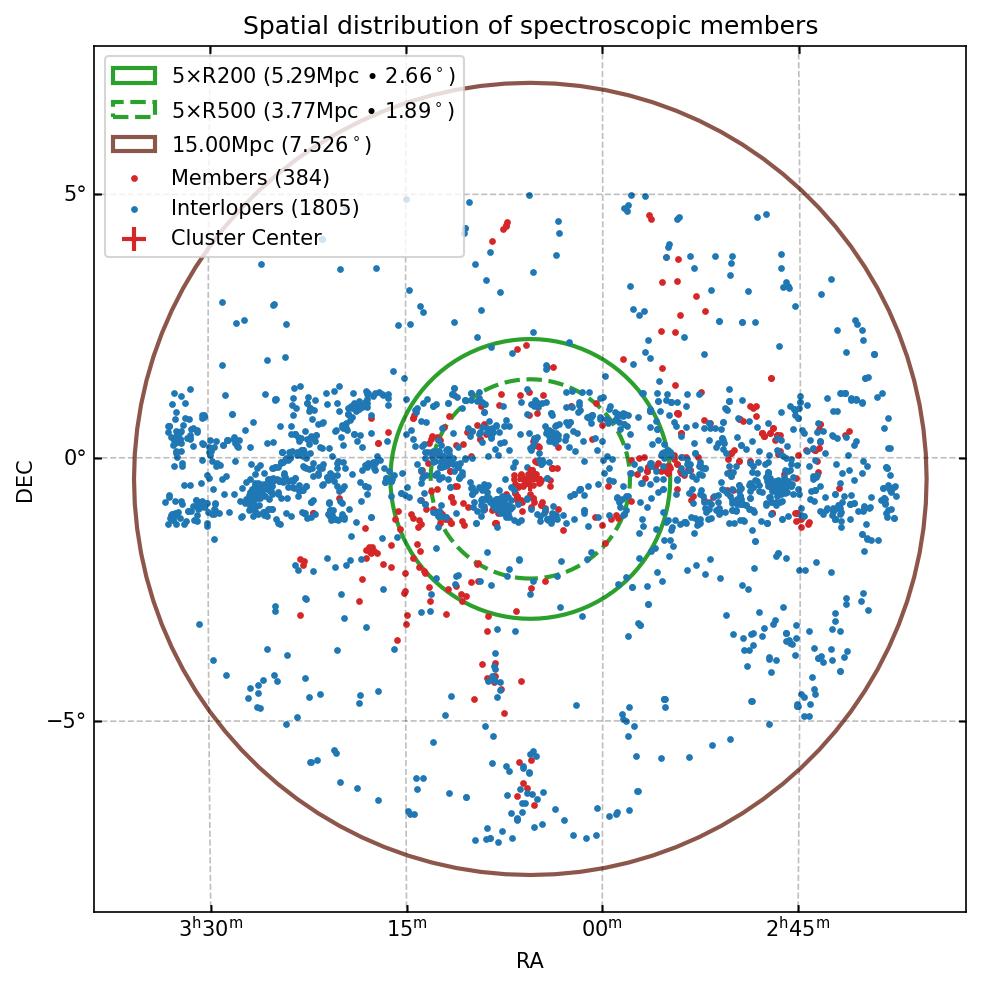 Spatial distribution of spectroscopic members
5×R200 (5.29Mpc • 2.66°)
5×R500 (3.77Mpc • 1.89°)
15.00Mpc (7.526°)
Members (384)
Interlopers (1805)
Cluster Center
5°
0°
−5°
DEC
3ʰ30ᵐ
15ᵐ
00ᵐ
2ʰ45ᵐ
RA